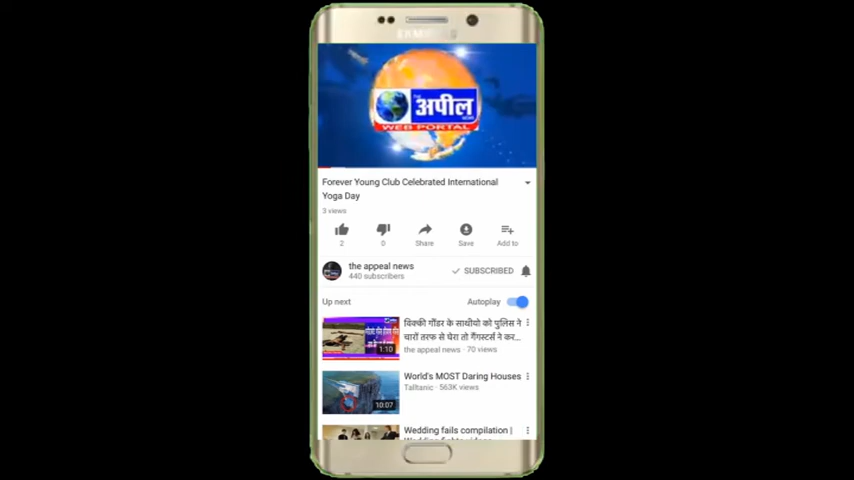 SAMSUNG
अपील
WEB PORTAL
Forever Young Club Celebrated International
Yoga Day
3 views
2
0
Share
Save
Add to
the appeal news
440 subscribers
SUBSCRIBED
Up next
Autoplay
विक्की गौंडर के साथीयो को पुलिस ने
चारों तरफ से घेरा तो गैंगस्टर्स ने कर...
the appeal news · 70 views
1:10
World's MOST Daring Houses
Talltanic · 563K views
10:07
Wedding fails compilation |